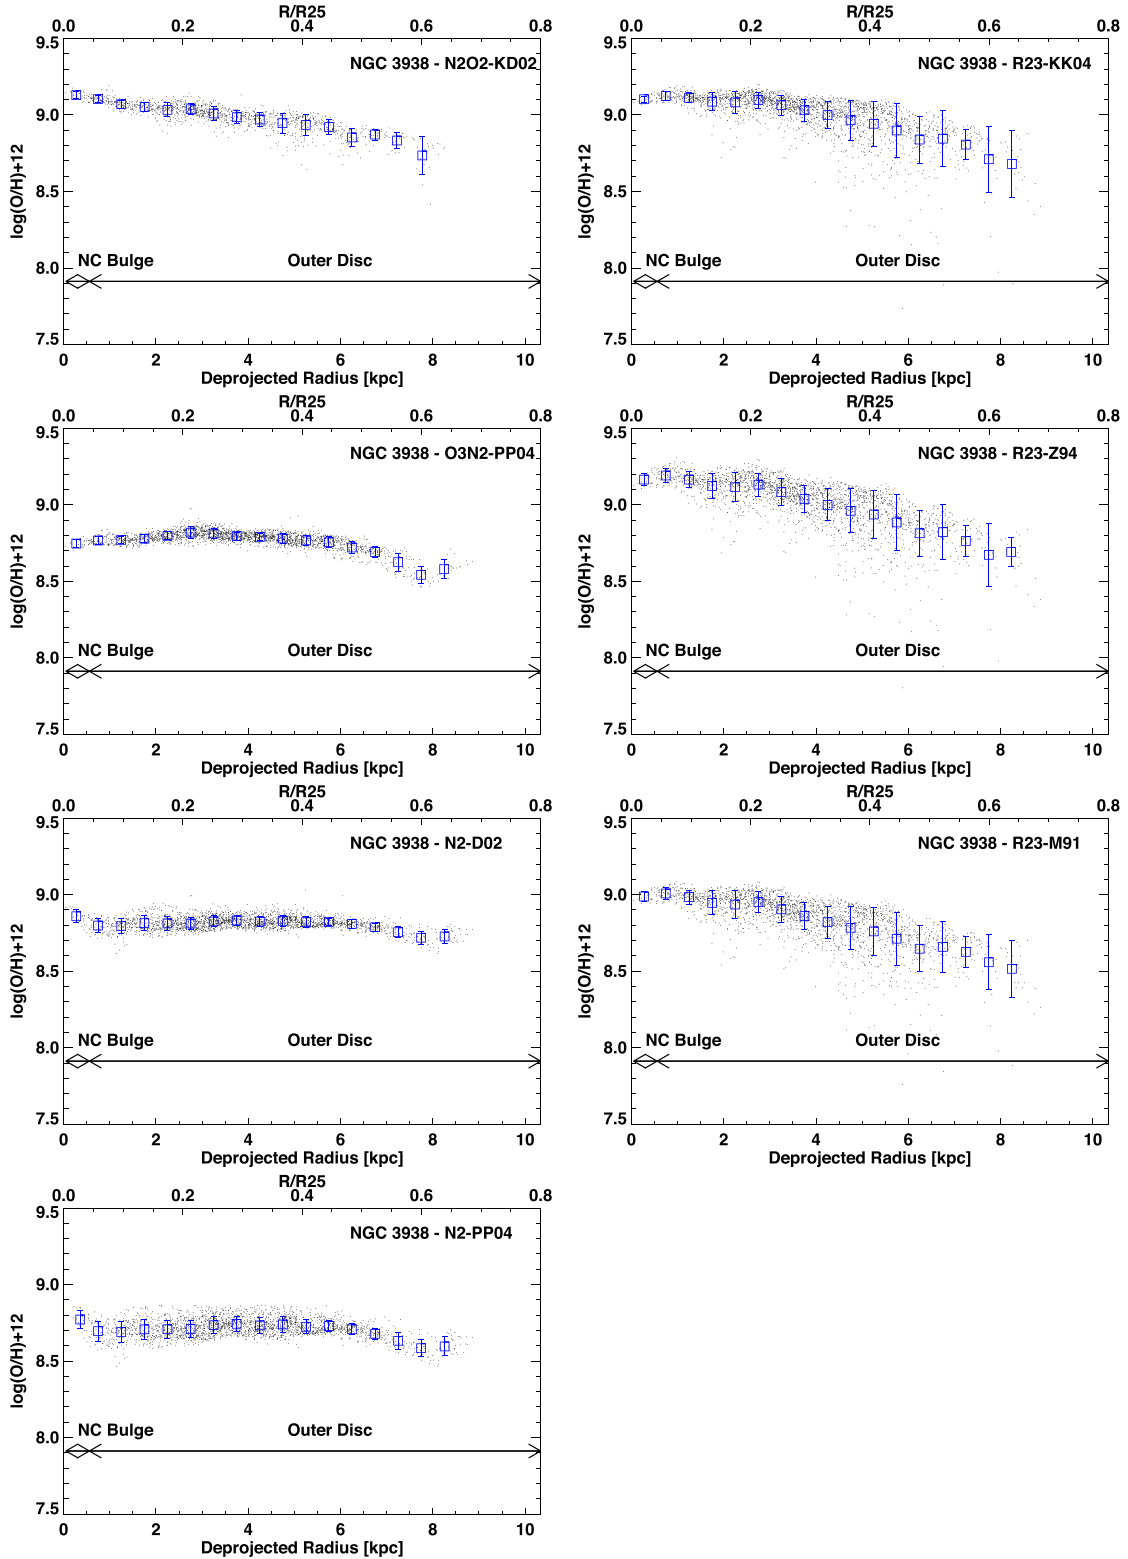 R/R25
0.0 0.2 0.4 0.6 0.8
NGC 3938 - N2O2-KD02
9.5
9.0
8.5
8.0
7.5
log(O/H)+12
NC Bulge Outer Disc
0 2 4 6 8 10
Deprojected Radius [kpc]
R/R25
0.0 0.2 0.4 0.6 0.8
NGC 3938 - R23-KK04
9.5
9.0
8.5
8.0
7.5
log(O/H)+12
NC Bulge Outer Disc
0 2 4 6 8 10
Deprojected Radius [kpc]
R/R25
0.0 0.2 0.4 0.6 0.8
NGC 3938 - O3N2-PP04
9.5
9.0
8.5
8.0
7.5
log(O/H)+12
NC Bulge Outer Disc
0 2 4 6 8 10
Deprojected Radius [kpc]
R/R25
0.0 0.2 0.4 0.6 0.8
NGC 3938 - R23-Z94
9.5
9.0
8.5
8.0
7.5
log(O/H)+12
NC Bulge Outer Disc
0 2 4 6 8 10
Deprojected Radius [kpc]
R/R25
0.0 0.2 0.4 0.6 0.8
NGC 3938 - N2-D02
9.5
9.0
8.5
8.0
7.5
log(O/H)+12
NC Bulge Outer Disc
0 2 4 6 8 10
Deprojected Radius [kpc]
R/R25
0.0 0.2 0.4 0.6 0.8
NGC 3938 - R23-M91
9.5
9.0
8.5
8.0
7.5
log(O/H)+12
NC Bulge Outer Disc
0 2 4 6 8 10
Deprojected Radius [kpc]
R/R25
0.0 0.2 0.4 0.6 0.8
NGC 3938 - N2-PP04
9.5
9.0
8.5
8.0
7.5
log(O/H)+12
NC Bulge Outer Disc
0 2 4 6 8 10
Deprojected Radius [kpc]